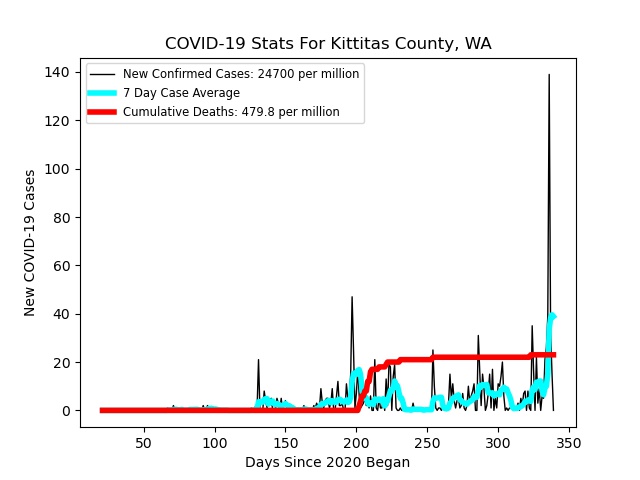 COVID-19 Stats For Kittitas County, WA
New Confirmed Cases: 24700 per million
7 Day Case Average
Cumulative Deaths: 479.8 per million
New COVID-19 Cases
140
120
100
80
60
40
20
0
50 100 150 200 250 300 350
Days Since 2020 Began